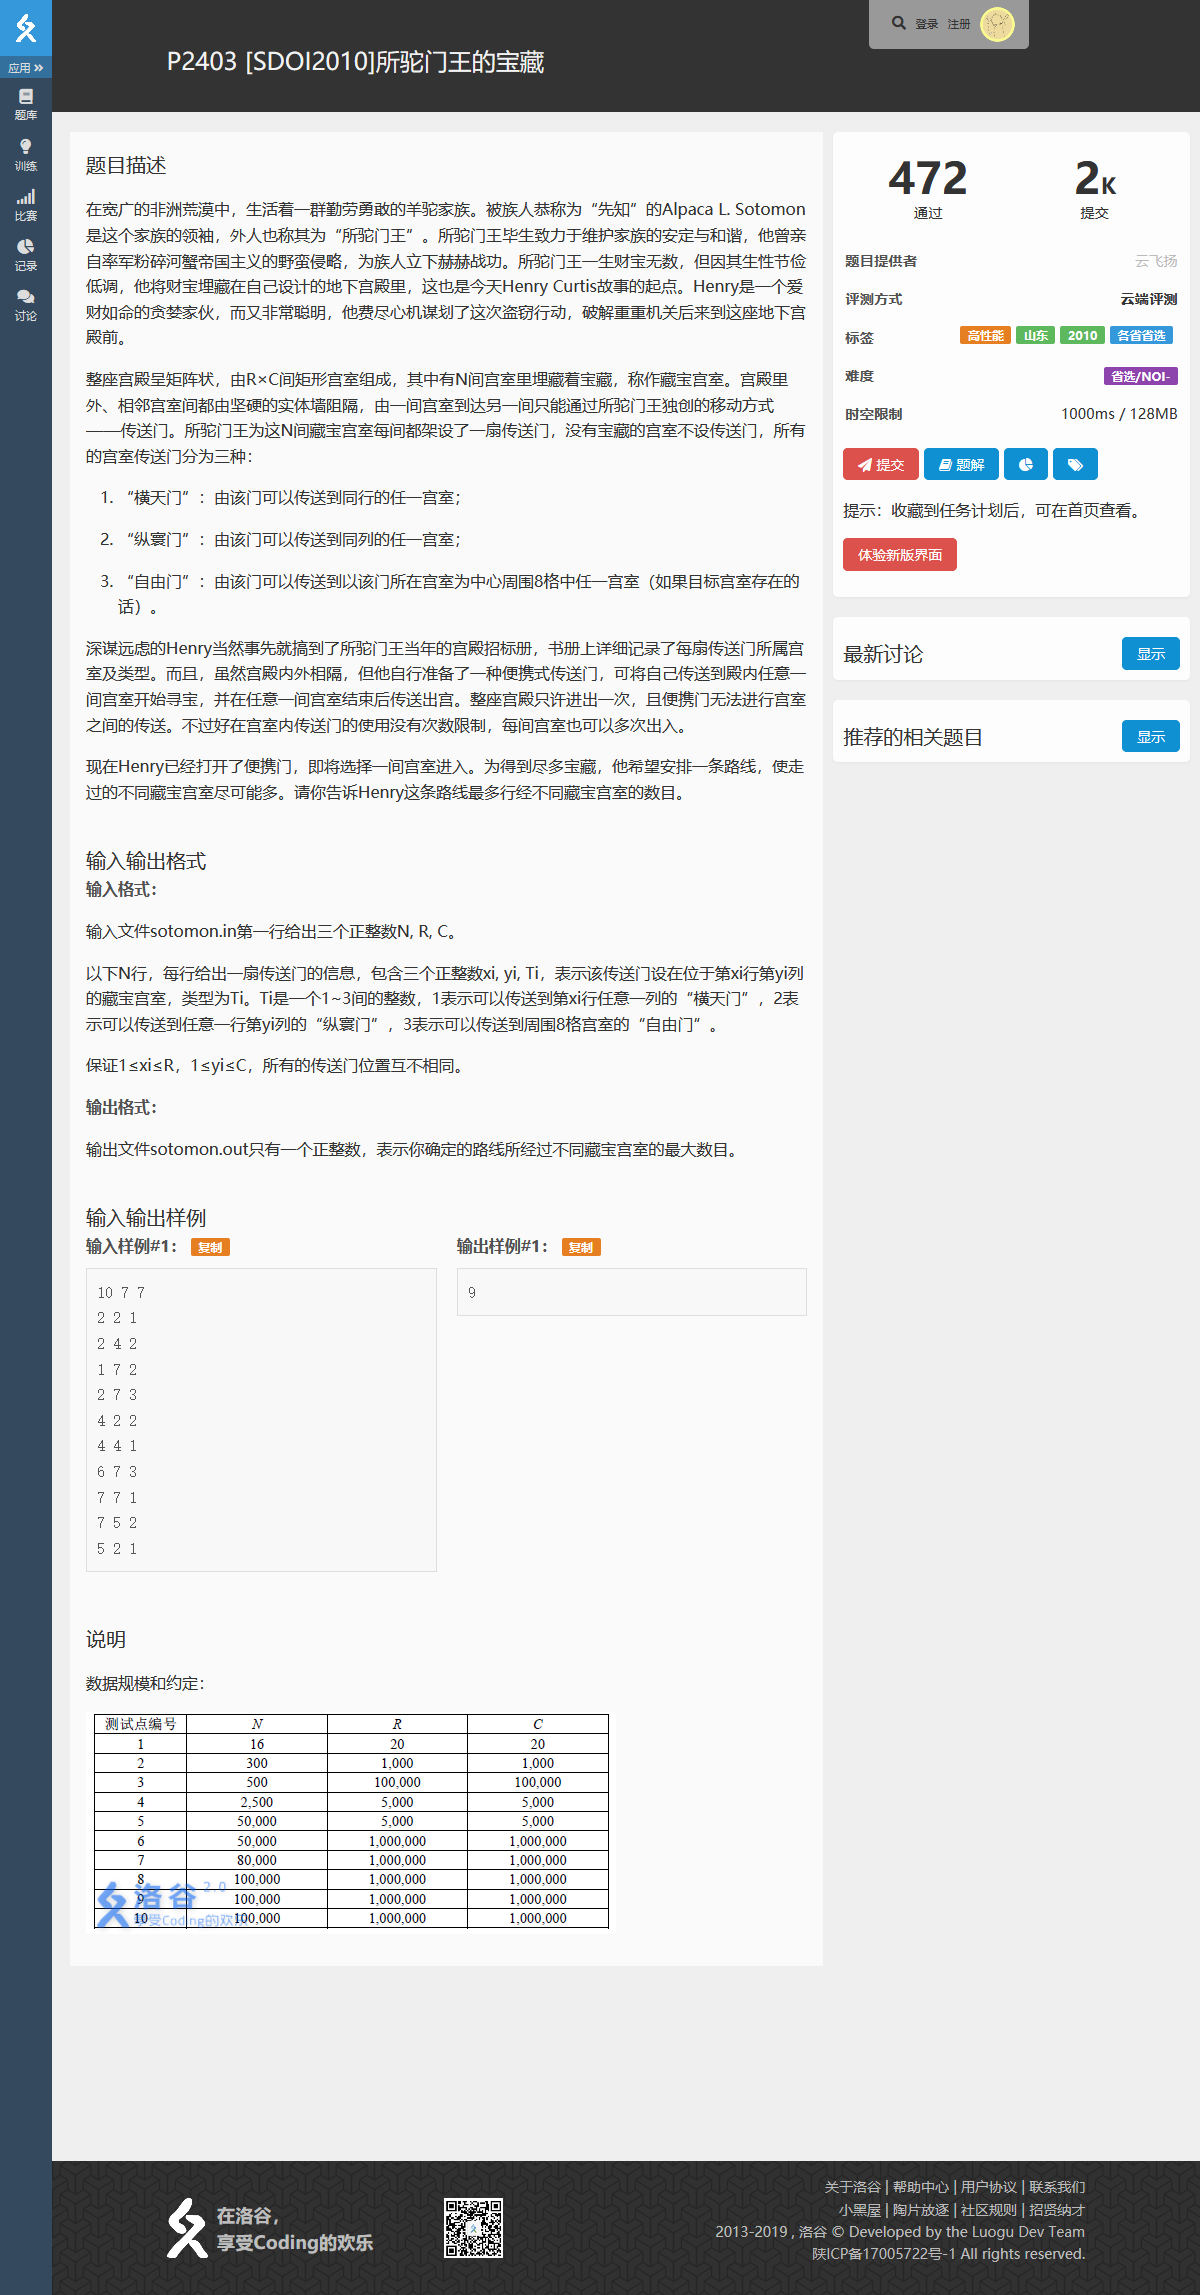 应用
题库
训练
比赛
记录
讨论
P2403 [SDOI2010]所驼门王的宝藏
登录 注册
题目描述
在宽广的非洲荒漠中，生活着一群勤劳勇敢的羊驼家族。被族人恭称为“先知”的Alpaca L. Sotomon
是这个家族的领袖，外人也称其为“所驼门王”。所驼门王毕生致力于维护家族的安定与和谐，他曾亲
自率军粉碎河蟹帝国主义的野蛮侵略，为族人立下赫赫战功。所驼门王一生财宝无数，但因其生性节俭
低调，他将财宝埋藏在自己设计的地下宫殿里，这也是今天Henry Curtis故事的起点。Henry是一个爱
财如命的贪婪家伙，而又非常聪明，他费尽心机谋划了这次盗窃行动，破解重重机关后来到这座地下宫
殿前。
整座宫殿呈矩阵状，由R×C间矩形宫室组成，其中有N间宫室里埋藏着宝藏，称作藏宝宫室。宫殿里
外、相邻宫室间都由坚硬的实体墙阻隔，由一间宫室到达另一间只能通过所驼门王独创的移动方式
——传送门。所驼门王为这N间藏宝宫室每间都架设了一扇传送门，没有宝藏的宫室不设传送门，所有
的宫室传送门分为三种：
1. “横天门”：由该门可以传送到同行的任一宫室；
2. “纵寰门”：由该门可以传送到同列的任一宫室；
3. “自由门”：由该门可以传送到以该门所在宫室为中心周围8格中任一宫室（如果目标宫室存在的
话）。
深谋远虑的Henry当然事先就搞到了所驼门王当年的宫殿招标册，书册上详细记录了每扇传送门所属宫
室及类型。而且，虽然宫殿内外相隔，但他自行准备了一种便携式传送门，可将自己传送到殿内任意一
间宫室开始寻宝，并在任意一间宫室结束后传送出宫。整座宫殿只许进出一次，且便携门无法进行宫室
之间的传送。不过好在宫室内传送门的使用没有次数限制，每间宫室也可以多次出入。
现在Henry已经打开了便携门，即将选择一间宫室进入。为得到尽多宝藏，他希望安排一条路线，使走
过的不同藏宝宫室尽可能多。请你告诉Henry这条路线最多行经不同藏宝宫室的数目。
输入输出格式
输入格式：
输入文件sotomon.in第一行给出三个正整数N, R, C。
以下N行，每行给出一扇传送门的信息，包含三个正整数xi, yi, Ti，表示该传送门设在位于第xi行第yi列
的藏宝宫室，类型为Ti。Ti是一个1~3间的整数，1表示可以传送到第xi行任意一列的“横天门”，2表
示可以传送到任意一行第yi列的“纵寰门”，3表示可以传送到周围8格宫室的“自由门”。
保证1≤xi≤R，1≤yi≤C，所有的传送门位置互不相同。
输出格式：
输出文件sotomon.out只有一个正整数，表示你确定的路线所经过不同藏宝宫室的最大数目。
输入输出样例
输入样例#1： 复制
10 7 7
2 2 1
2 4 2
1 7 2
2 7 3
4 2 2
4 4 1
6 7 3
7 7 1
7 5 2
5 2 1
输出样例#1： 复制
9
说明
数据规模和约定：
测试点编号 N R C
1 16 20 20
2 300 1,000 1,000
3 500 100,000 100,000
4 2,500 5,000 5,000
5 50,000 5,000 5,000
6 50,000 1,000,000 1,000,000
7 80,000 1,000,000 1,000,000
8 100,000 1,000,000 1,000,000
9 100,000 1,000,000 1,000,000
10 100,000 1,000,000 1,000,000
洛谷 2.0
享受Coding的欢乐
472
通过
2K
提交
题目提供者 云飞扬
评测方式 云端评测
标签 高性能 山东 2010 各省省选
难度 省选/NOI-
时空限制 1000ms / 128MB
提交 题解
提示：收藏到任务计划后，可在首页查看。
体验新版界面
最新讨论 显示
推荐的相关题目 显示
在洛谷，
享受Coding的欢乐
关于洛谷 | 帮助中心 | 用户协议 | 联系我们
小黑屋 | 陶片放逐 | 社区规则 | 招贤纳才
2013-2019 , 洛谷 © Developed by the Luogu Dev Team
陕ICP备17005722号-1 All rights reserved.